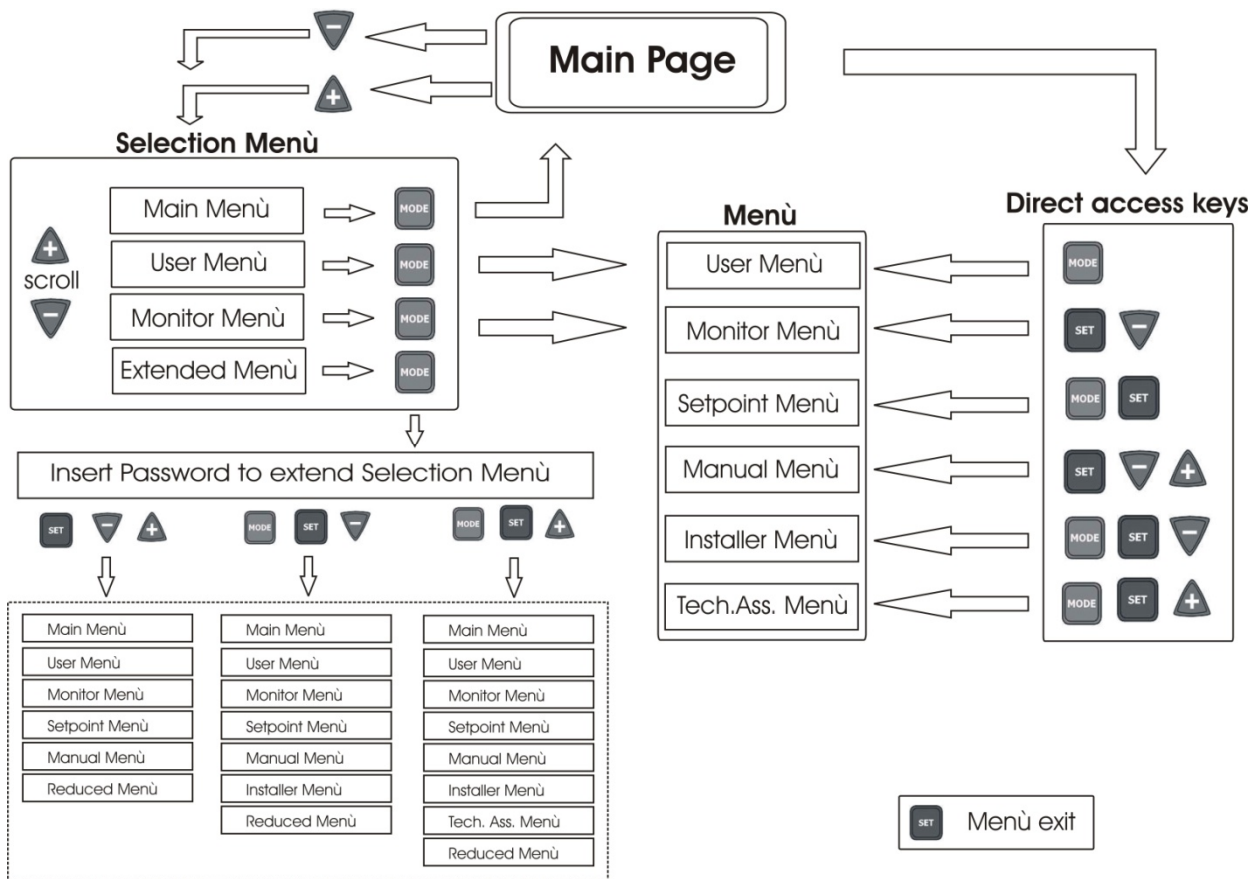 Main Page
Selection Menù
Main Menù
MODE
User Menù
MODE
scroll
Monitor Menù
MODE
Extended Menù
MODE
Insert Password to extend Selection Menù
SET
MODE
SET
MODE
SET
Main Menù
User Menù
Monitor Menù
Setpoint Menù
Manual Menù
Reduced Menù
Main Menù
User Menù
Monitor Menù
Setpoint Menù
Manual Menù
Installer Menù
Reduced Menù
Main Menù
User Menù
Monitor Menù
Setpoint Menù
Manual Menù
Installer Menù
Tech. Ass. Menù
Reduced Menù
Menù
User Menù
Monitor Menù
Setpoint Menù
Manual Menù
Installer Menù
Tech.Ass. Menù
Direct access keys
MODE
SET
MODE SET
SET
MODE SET
MODE SET
SET Menù exit